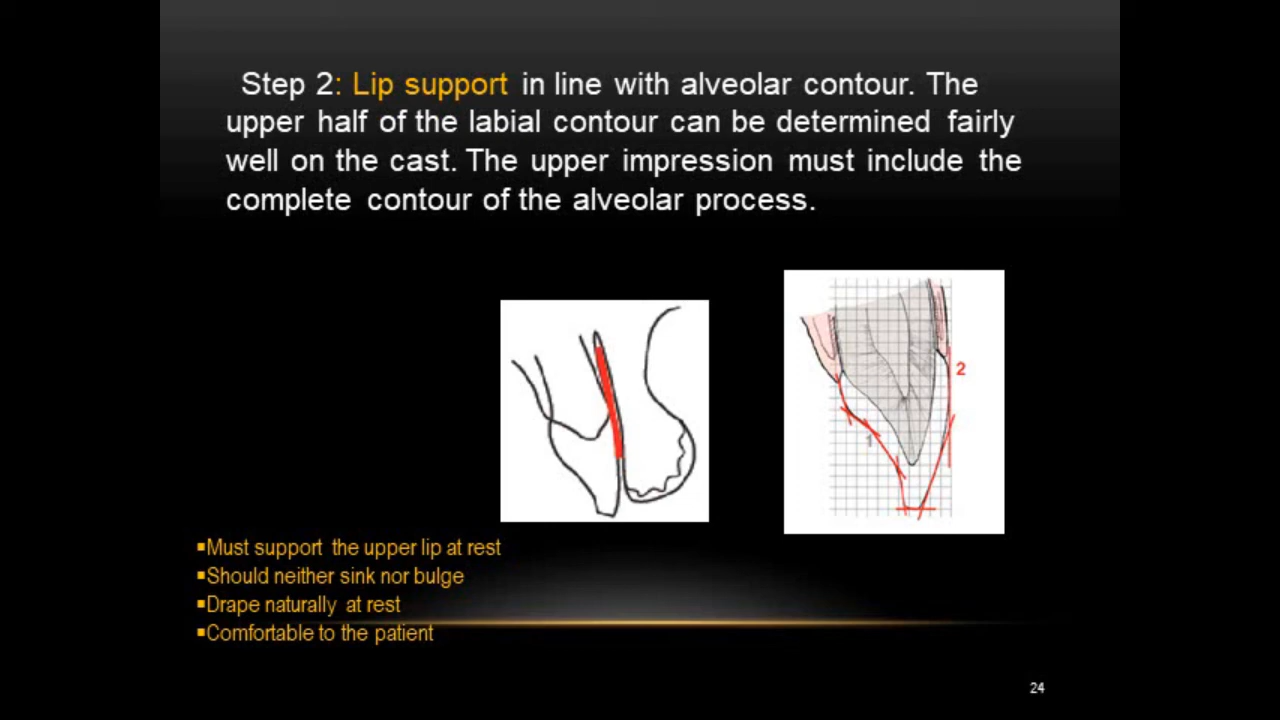 Step 2: Lip support in line with alveolar contour. The
upper half of the labial contour can be determined fairly
well on the cast. The upper impression must include the
complete contour of the alveolar process.
2
1
▪Must support the upper lip at rest
▪Should neither sink nor bulge
▪Drape naturally at rest
▪Comfortable to the patient
24